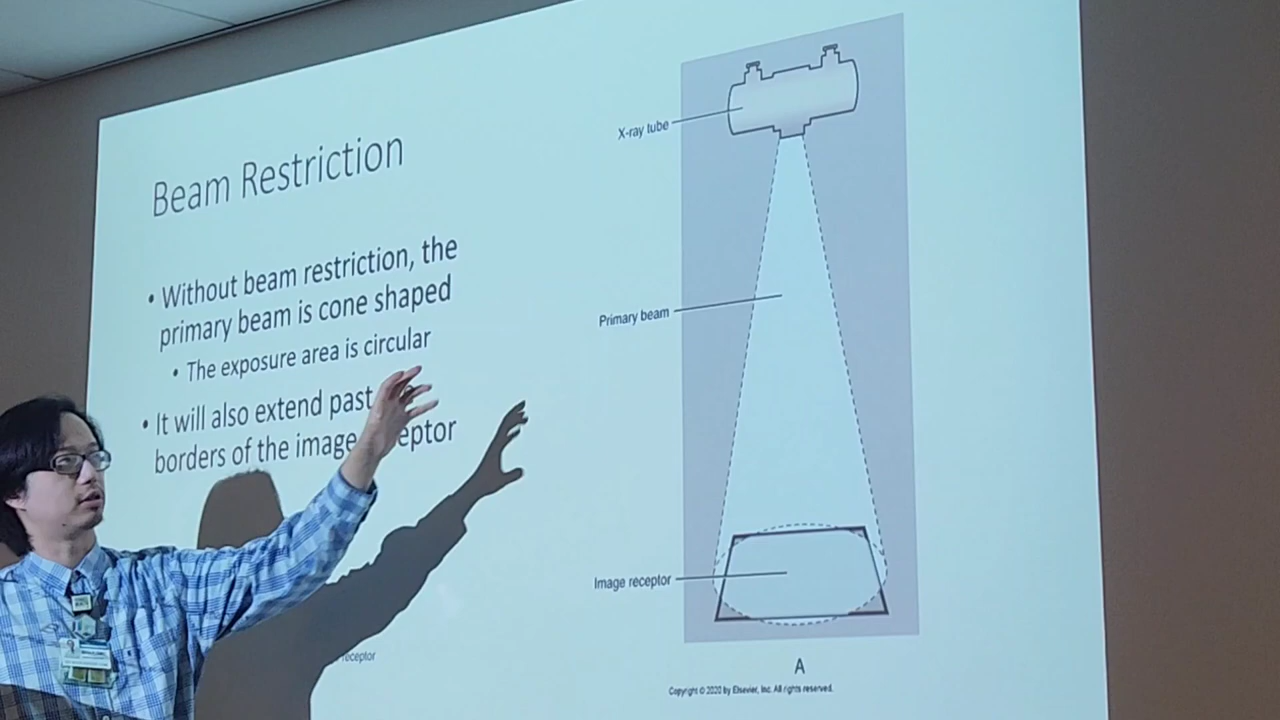 Beam Restriction
• Without beam restriction, the
primary beam is cone shaped
• The exposure area is circular
• It will also extend past
borders of the image
X-ray tube
Primary beam
Image receptor
A
Copyright © 2020 by Elsevier, Inc. All rights reserved.
receptor